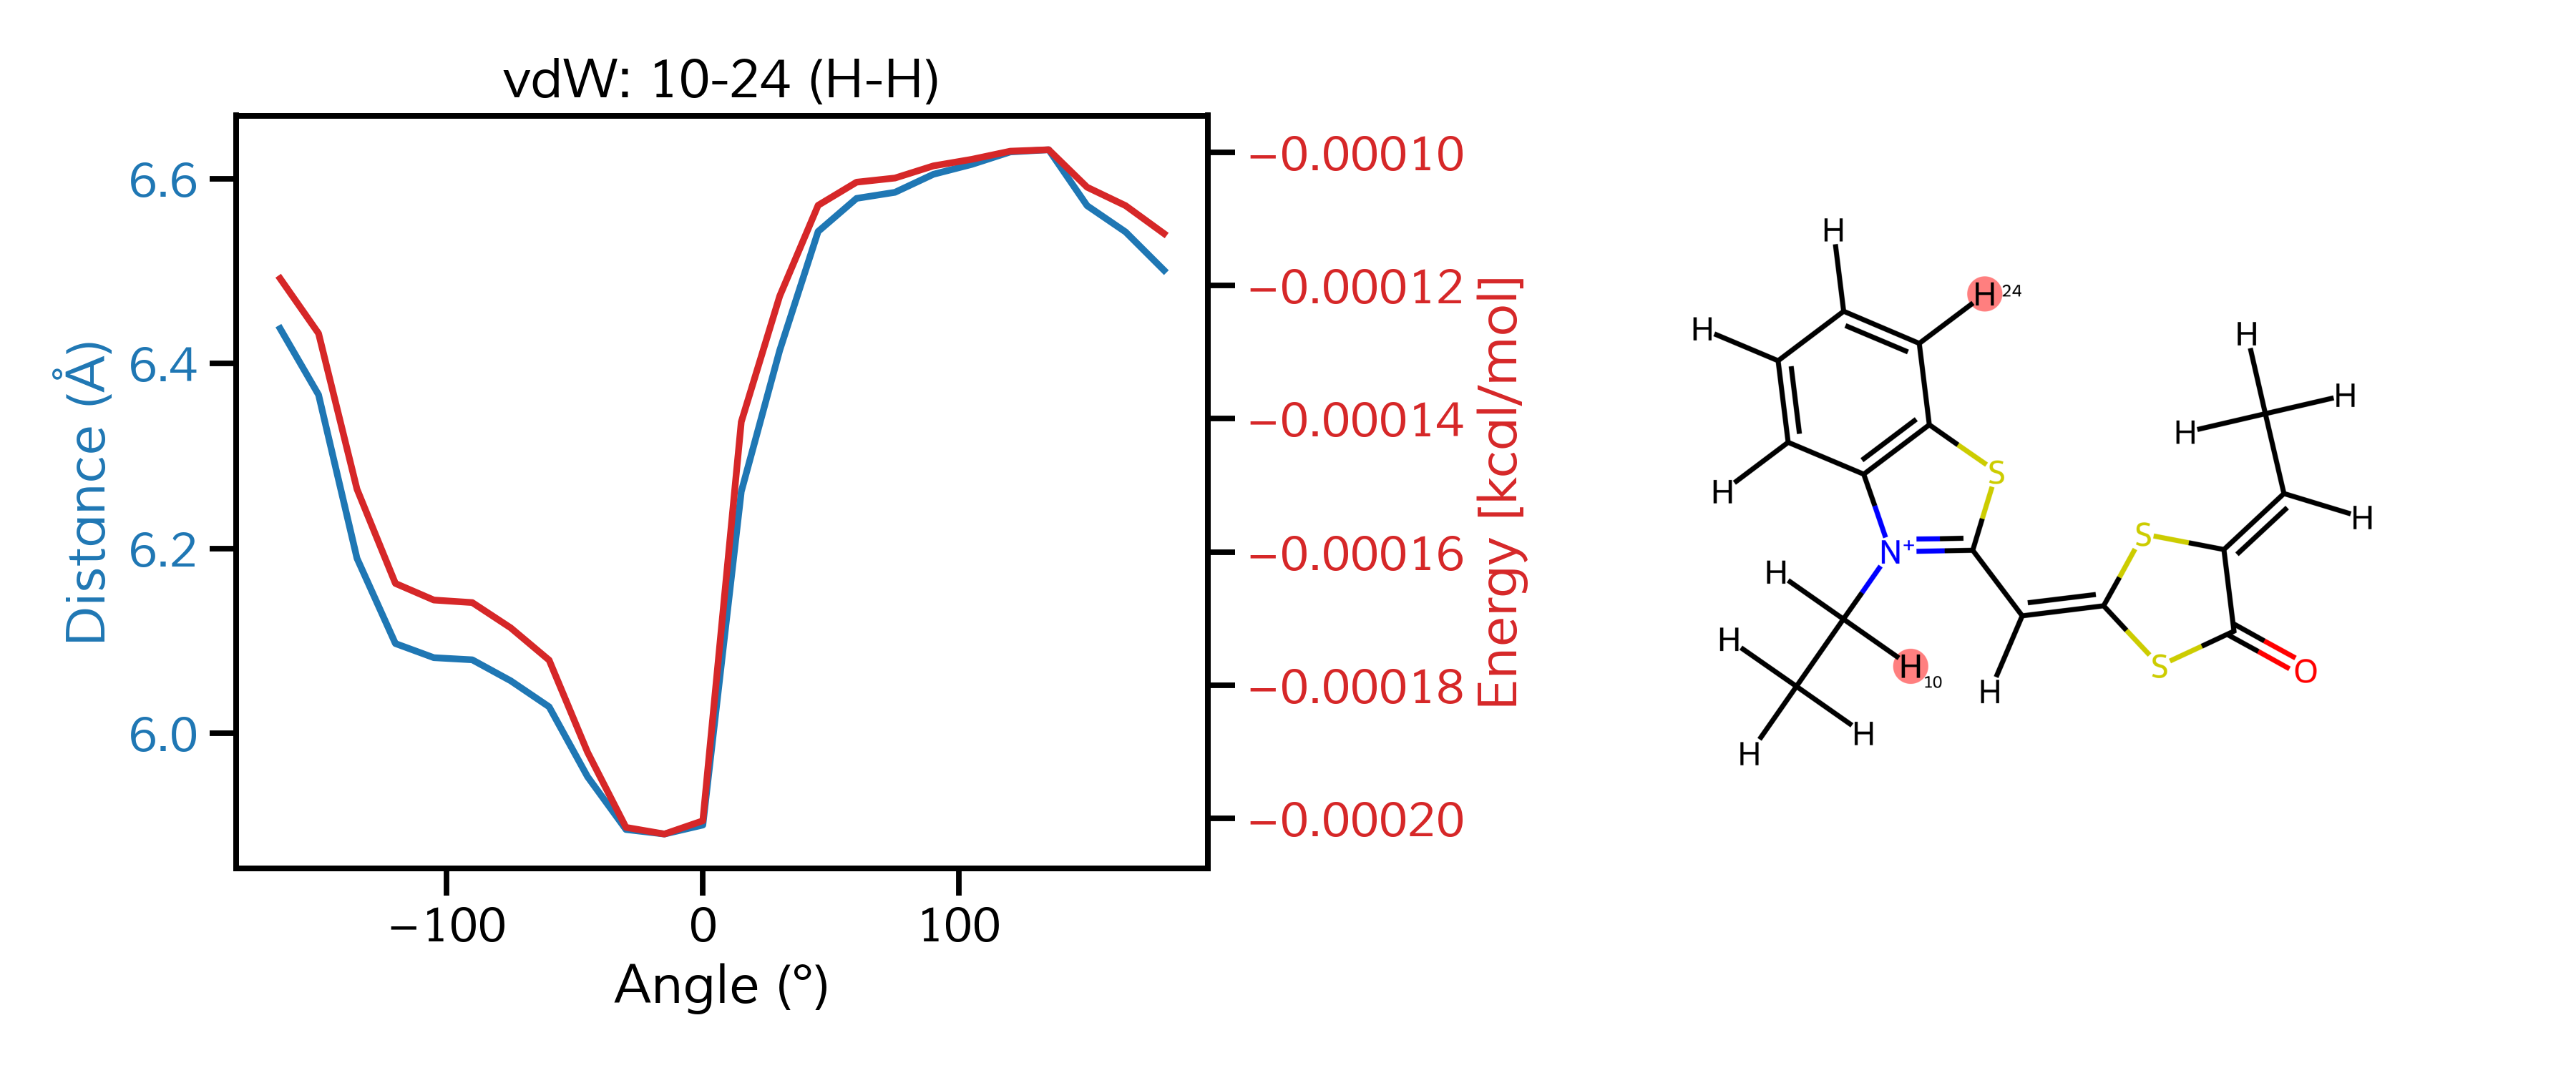 vdW: 10-24 (H-H)
6.6
6.4
6.2
6.0
Distance (Å)
−0.00010
−0.00012
−0.00014
−0.00016
−0.00018
−0.00020
Energy [kcal/mol]
−100
0
100
Angle (°)
H
H 24
H
H
H
H
H
S
H
H
S
N+
H
H
H 10
S
O
H
H
H